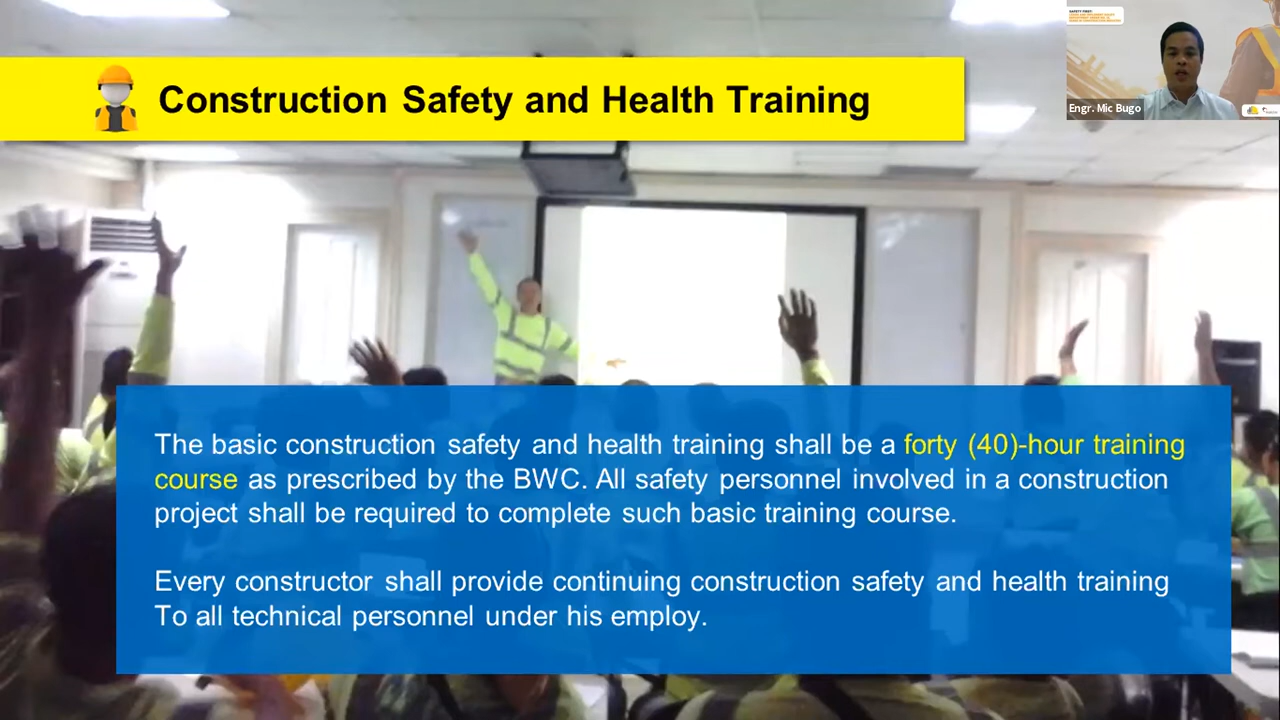 Construction Safety and Health Training
SAFETY FIRST:
Engr. Mic Bugo
The basic construction safety and health training shall be a forty (40)-hour training
course as prescribed by the BWC. All safety personnel involved in a construction
project shall be required to complete such basic training course.
Every constructor shall provide continuing construction safety and health training
To all technical personnel under his employ.